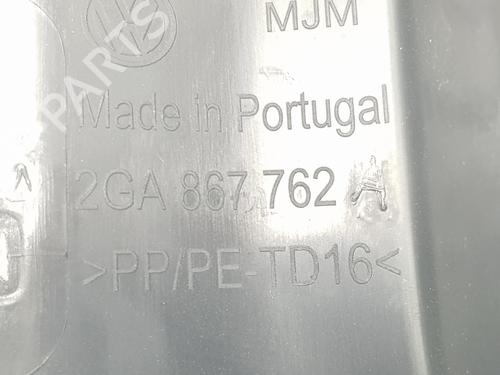 MJM
Made in Portugal
2GA 867 762 A
>PP/PE-TD16<